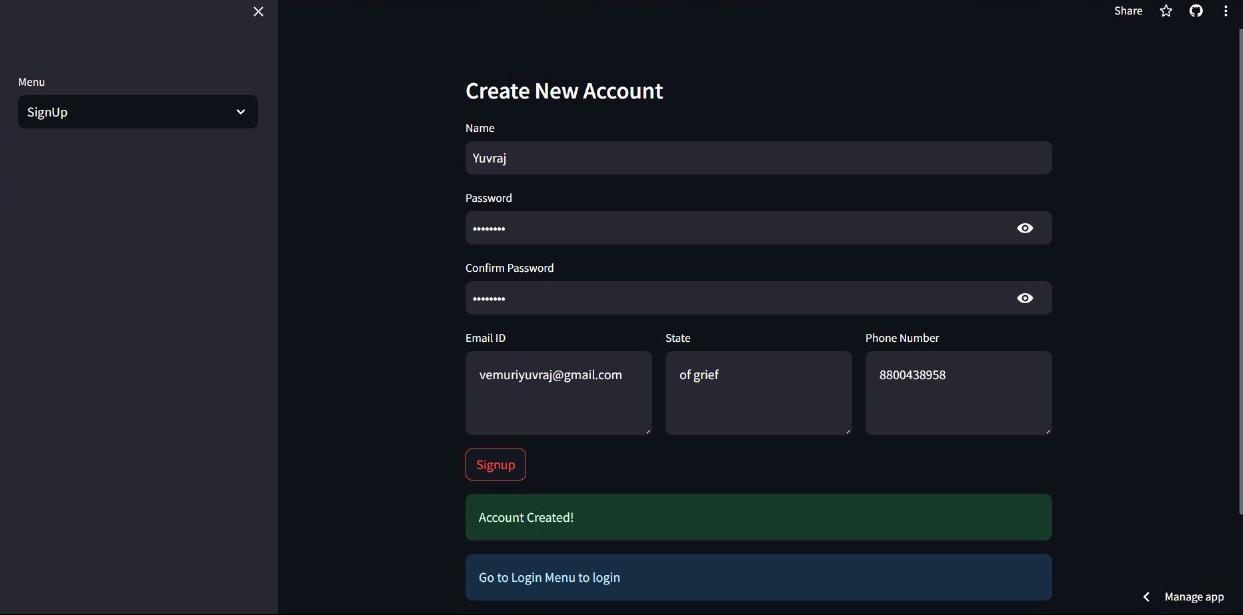 Share
Menu
SignUp
Create New Account
Name
Yuvraj
Password
••••••••
Confirm Password
••••••••
Email ID State Phone Number
vemuriyuvraj@gmail.com of grief 8800438958
Signup
Account Created!
Go to Login Menu to login
Manage app